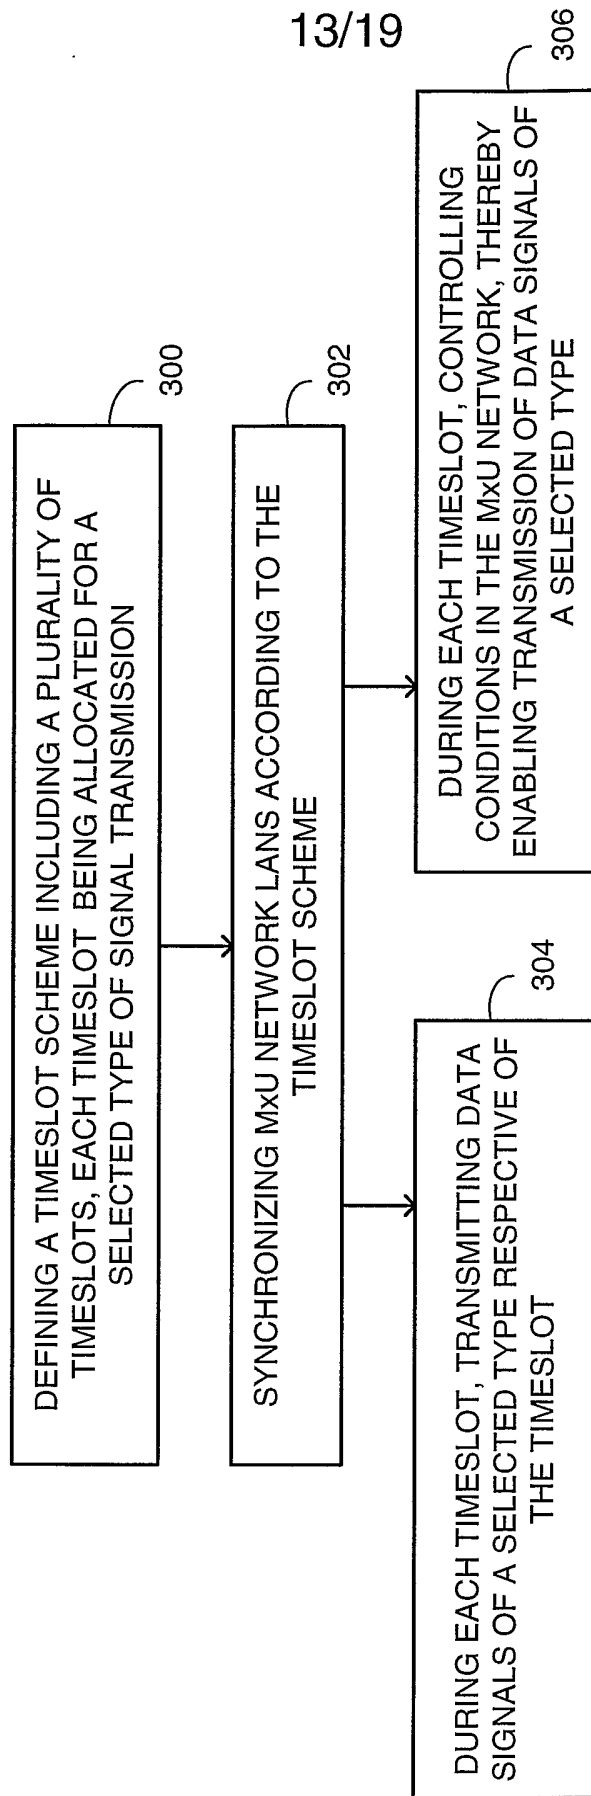 13/19
DEFINING A TIMESLOT SCHEME INCLUDING A PLURALITY OF
TIMESLOTS, EACH TIMESLOT BEING ALLOCATED FOR A
SELECTED TYPE OF SIGNAL TRANSMISSION
300
SYNCHRONIZING MxU NETWORK LANS ACCORDING TO THE
TIMESLOT SCHEME
302
DURING EACH TIMESLOT, TRANSMITTING DATA
SIGNALS OF A SELECTED TYPE RESPECTIVE OF
THE TIMESLOT
304
DURING EACH TIMESLOT, CONTROLLING
CONDITIONS IN THE MxU NETWORK, THEREBY
ENABLING TRANSMISSION OF DATA SIGNALS OF
A SELECTED TYPE
306